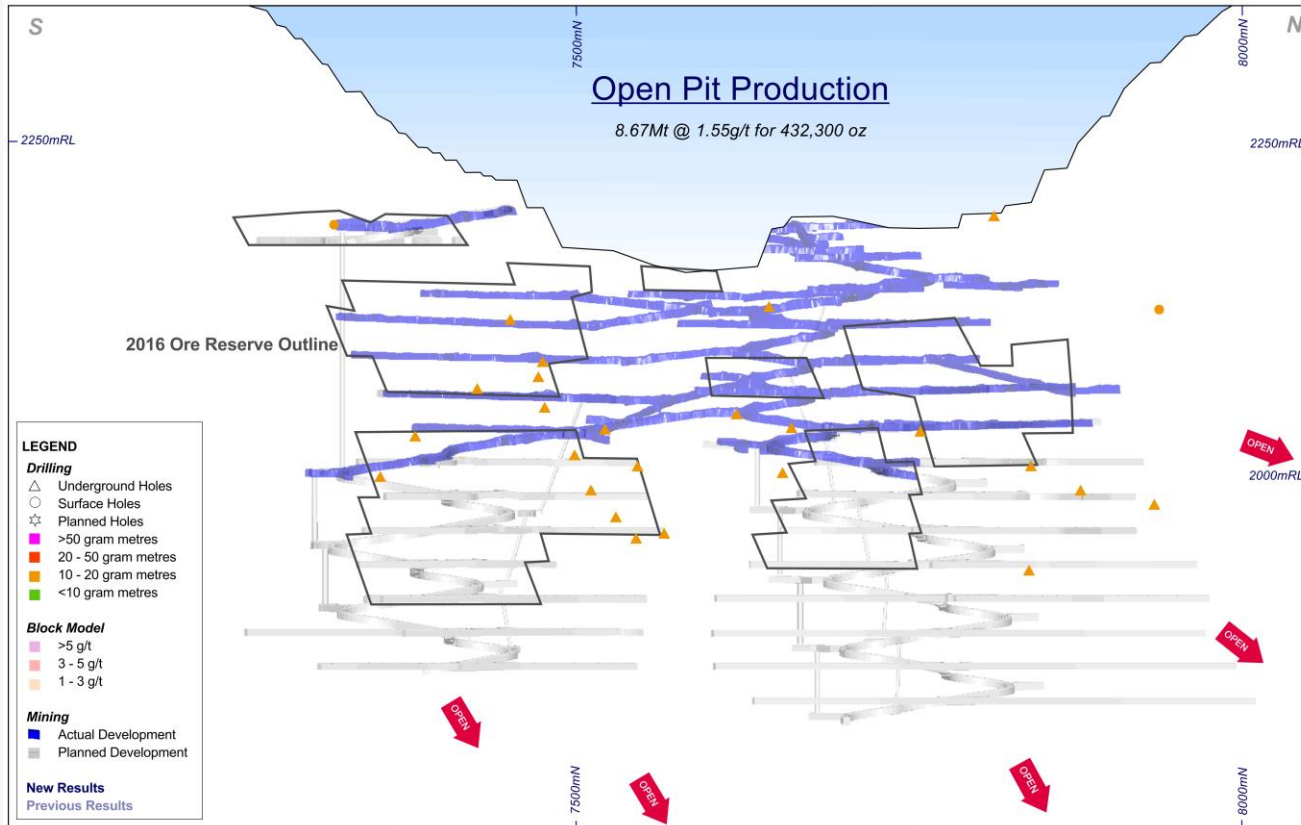 S
N
7500mN
8000mN
Open Pit Production
8.67Mt @ 1.55g/t for 432,300 oz
2250mRL
2250mRL
2016 Ore Reserve Outline
LEGEND
Drilling
Underground Holes
Surface Holes
Planned Holes
>50 gram metres
20 - 50 gram metres
10 - 20 gram metres
<10 gram metres
Block Model
>5 g/t
3 - 5 g/t
1 - 3 g/t
Mining
Actual Development
Planned Development
New Results
Previous Results
OPEN
2000mRL
OPEN
OPEN
OPEN
OPEN
7500mN
8000mN